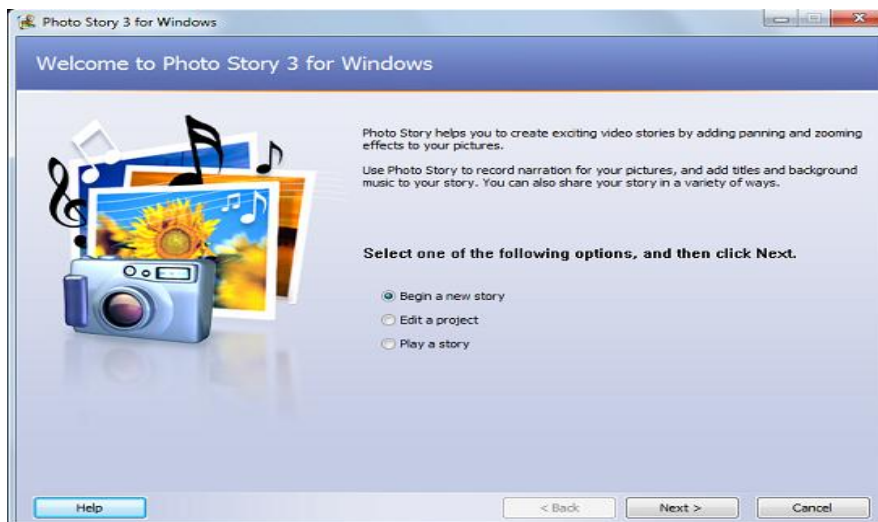 Photo Story 3 for Windows
Welcome to Photo Story 3 for Windows
Photo Story helps you to create exciting video stories by adding panning and zooming
effects to your pictures.
Use Photo Story to record narration for your pictures, and add titles and background
music to your story. You can also share your story in a variety of ways.
Select one of the following options, and then click Next.
Begin a new story
Edit a project
Play a story
Help
< Back
Next >
Cancel